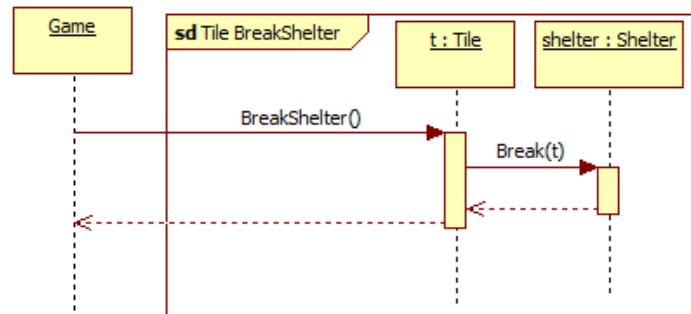 Game
sd Tile BreakShelter
t : Tile
shelter : Shelter
BreakShelter()
Break(t)